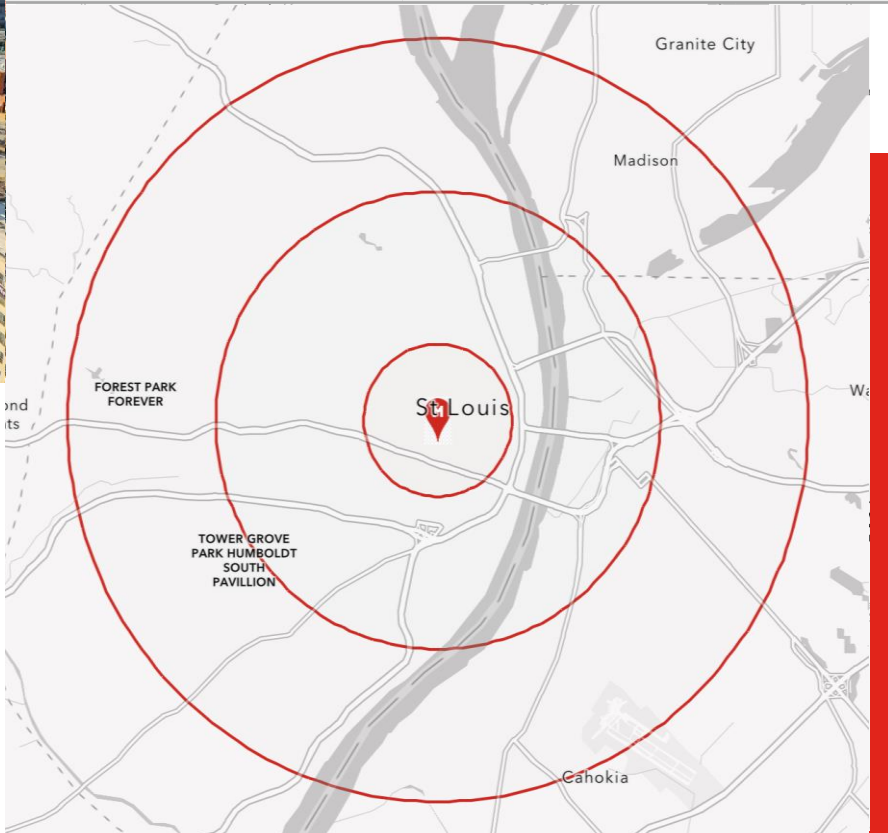 Granite City
Madison
FOREST PARK
FOREVER
St Louis
TOWER GROVE
PARK HUMBOLDT
SOUTH
PAVILLION
Cahokia